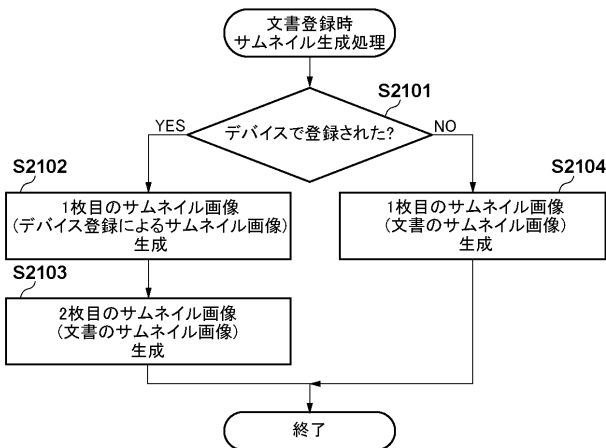 文書登録時
サムネイル生成処理
S2101
デバイスで登録された?
YES
NO
S2102
1枚目のサムネイル画像
(デバイス登録によるサムネイル画像)
生成
S2104
1枚目のサムネイル画像
(文書のサムネイル画像)
生成
S2103
2枚目のサムネイル画像
(文書のサムネイル画像)
生成
終了